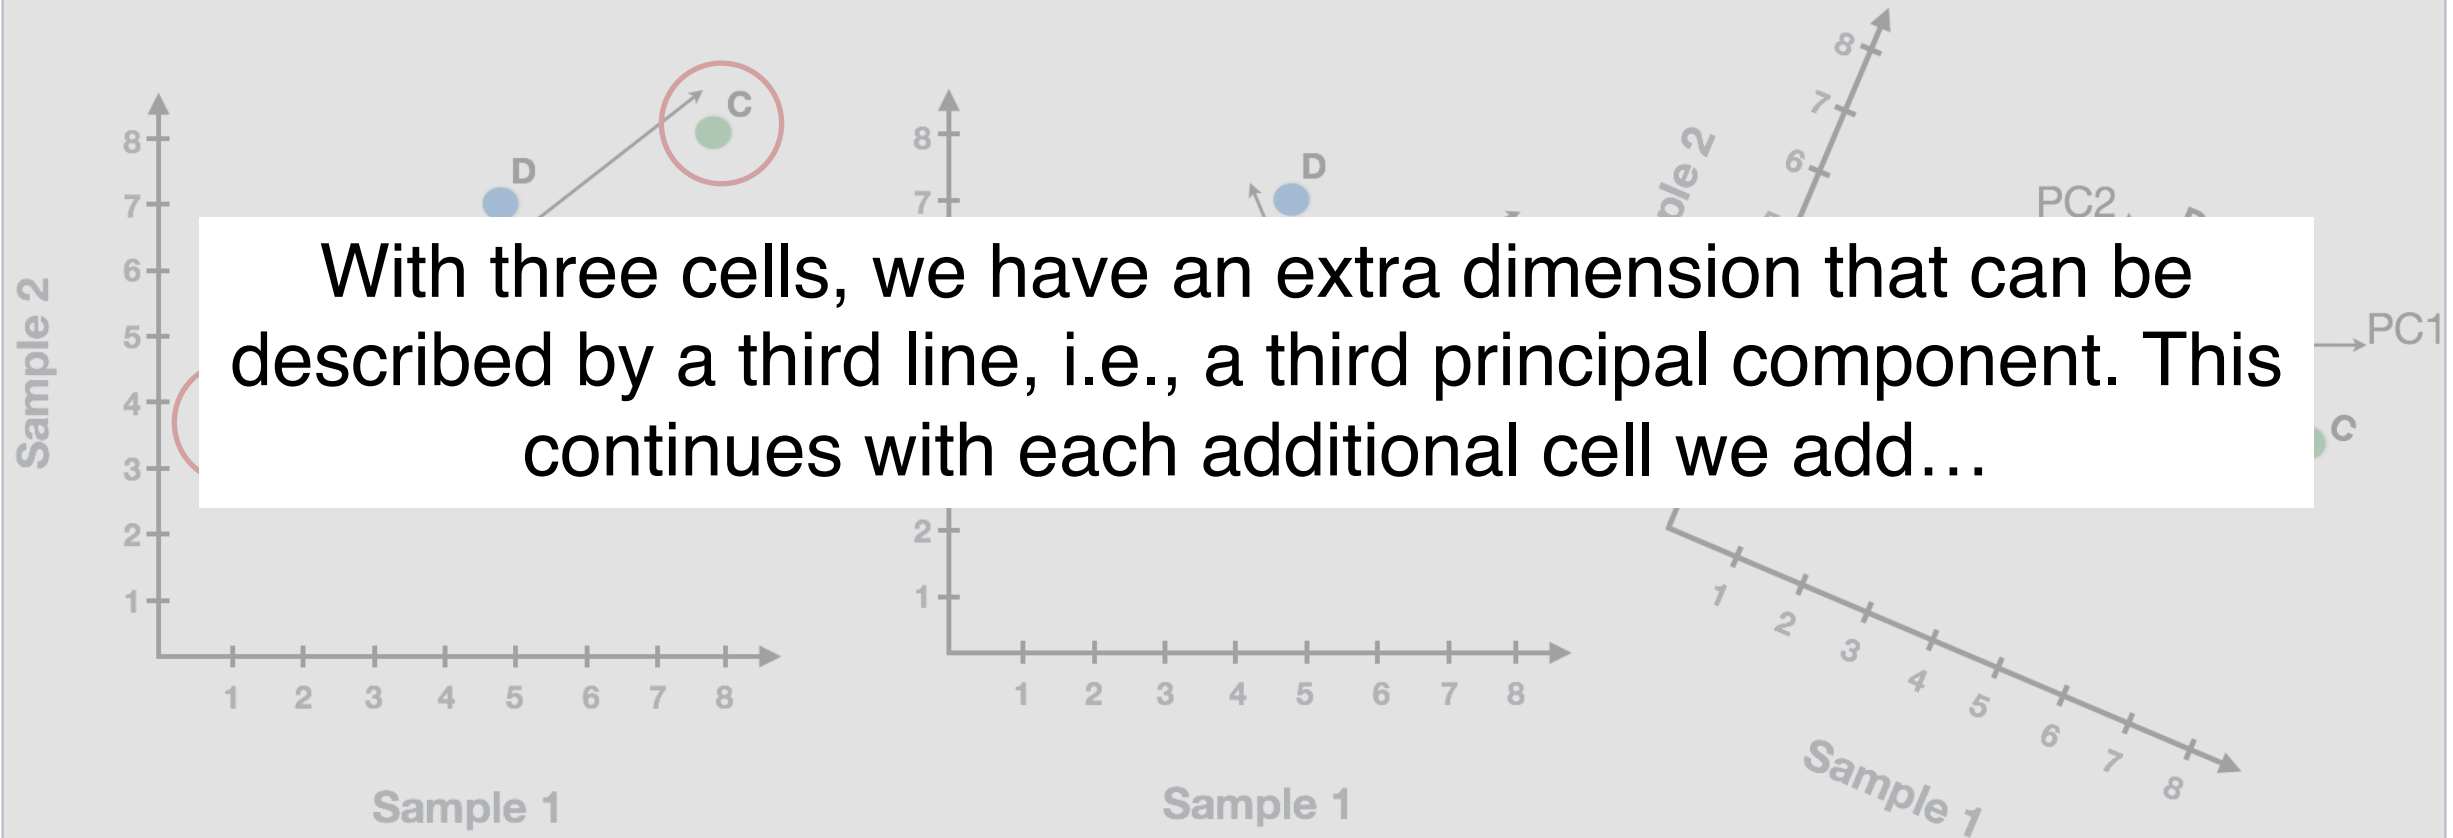 With three cells, we have an extra dimension that can be
described by a third line, i.e., a third principal component. This
continues with each additional cell we add…
Sample 2
8
7
6
5
4
3
2
1
1 2 3 4 5 6 7 8
Sample 1
C
D
8
7
2
1
1 2 3 4 5 6 7 8
Sample 1
D
8
7
6
PC2
PC1
C
1 2 3 4 5 6 7 8
Sample 1